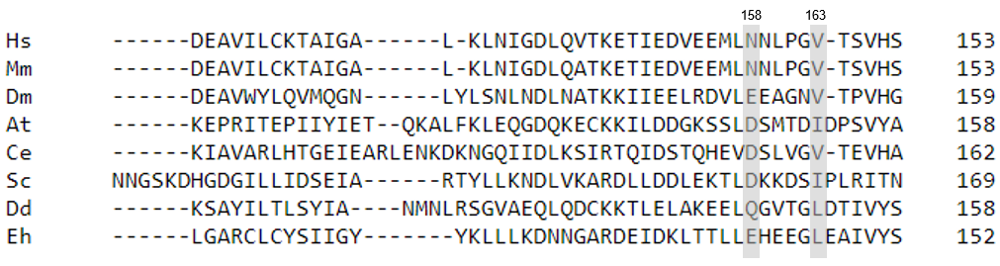 158 163
Hs ------DEAVILCKTAIGA------L-KLNIGDLQVTKETIEDVEEMLNNLPGV-TSVHS 153
Mm ------DEAVILCKTAIGA------L-KLNIGDLQATKETIEDVEEMLNNLPGV-TSVHS 153
Dm ------DEAVWYLQVMQGN------LYLSNLNDLNATKKIIEELRDVLEEAGNV-TPVHG 159
At ------KEPRITEPIIYIET--QKALFKLEQGDQKECKKILDDGKSSLDSMTDIDPSVYA 158
Ce ------KIAVARLHTGEIEARLENKDKNGQIIDLKSIRTQIDSTQHEVDSLVGV-TEVHA 162
Sc NNGSKDHGDGILLIDSEIA-------RTYLLKNDLVKARDLLDDLEKTLDKKDSIPLRITN 169
Dd ------KSAYILTLSYIA----NMNLRSGVAEQLQDCKKTLELAKEELQGVTGLDTIVYS 158
Eh ------LGARCLCYSIIGY-------YKLLLKDNNGARDEIDKLTTLLEHEEGLEAIVYS 152